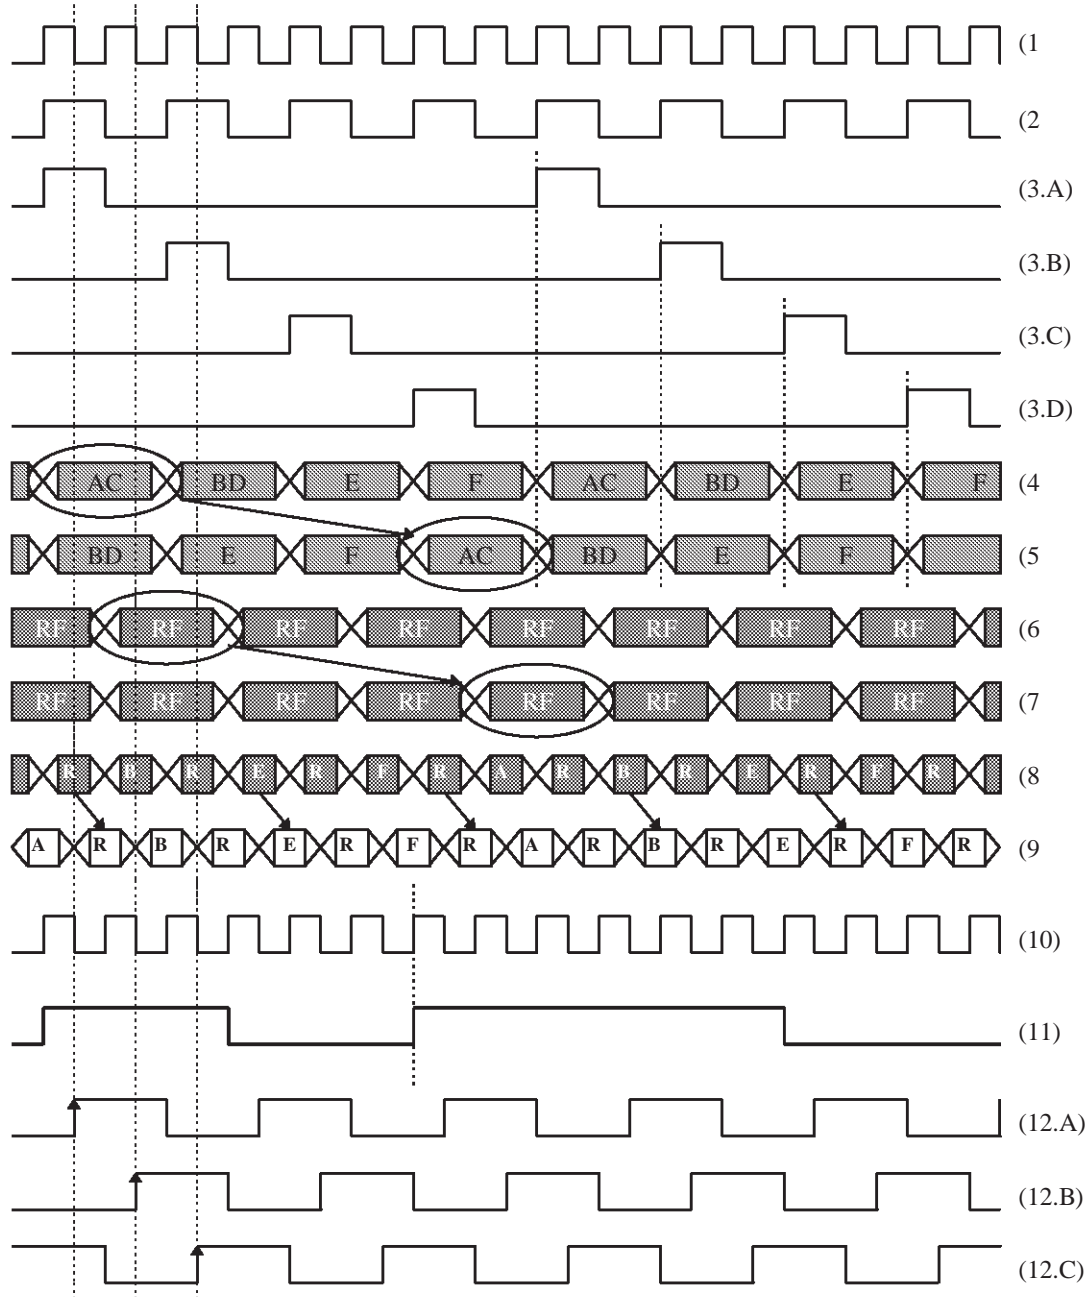 (1
(2
(3.A)
(3.B)
(3.C)
(3.D)
AC BD E F AC BD E F (4
BD E F AC BD E F (5
RF RF RF RF RF RF RF RF (6
RF RF RF RF RF RF RF RF (7
R B R E R F R A R B R E R F R (8
A R B R E R F R A R B R E R F R (9
(10)
(11)
(12.A)
(12.B)
(12.C)